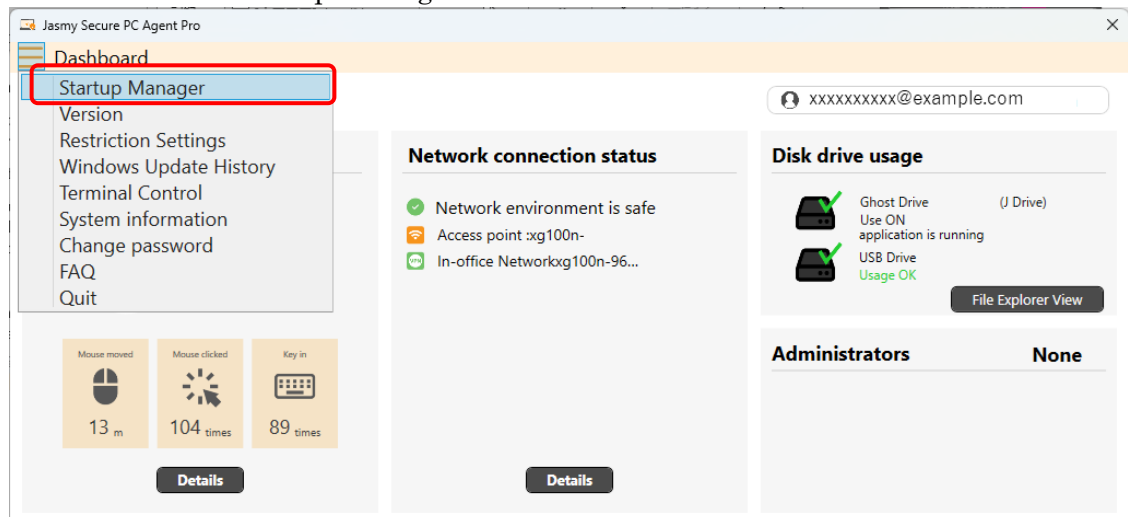 Jasmy Secure PC Agent Pro
Dashboard
Startup Manager
Version
Restriction Settings
Windows Update History
Terminal Control
System information
Change password
FAQ
Quit
xxxxxxxxxx@example.com
Mouse moved
13 m
Mouse clicked
104 times
Key in
89 times
Details
Network connection status
Network environment is safe
Access point :xg100n-
In-office Networkxg100n-96...
Details
Disk drive usage
Ghost Drive (J Drive)
Use ON
application is running
USB Drive
Usage OK
File Explorer View
Administrators None